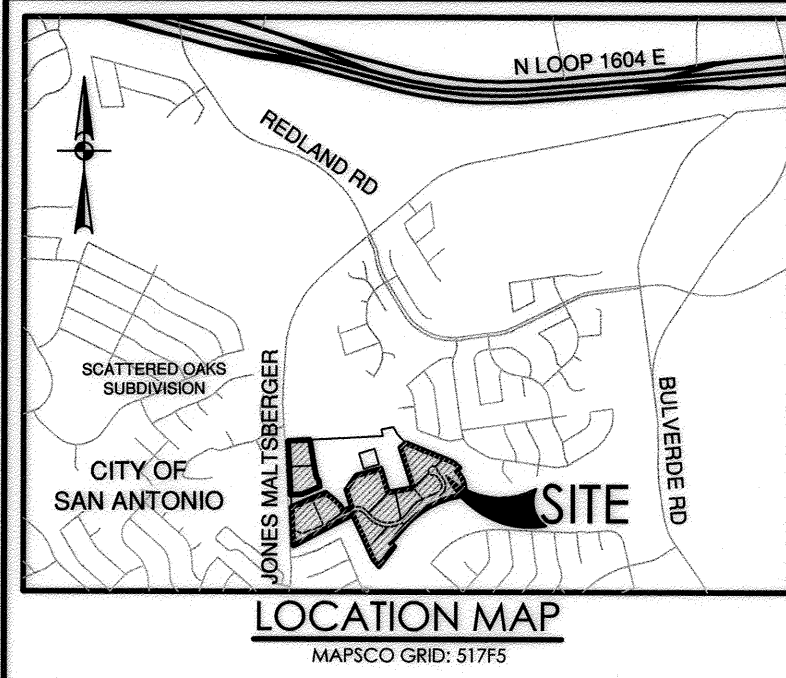 N LOOP 1604 E
REDLAND RD
SCATTERED OAKS
SUBDIVISION
JONES MALTSBERGER
BULVERDE RD
CITY OF
SAN ANTONIO
SITE
LOCATION MAP
MAPSCO GRID: 517F5